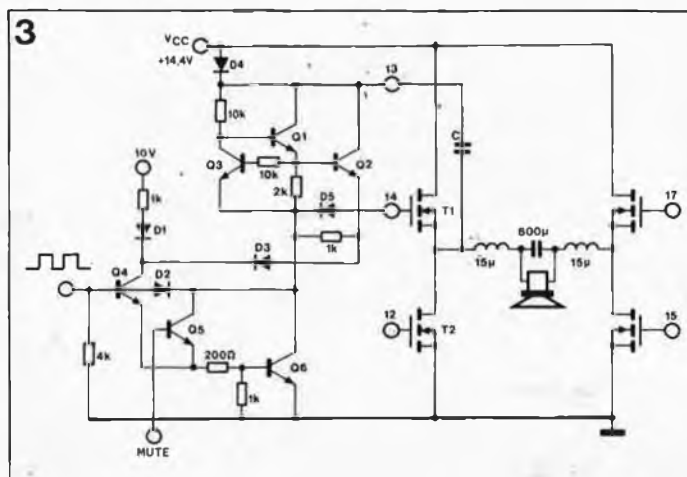 3
VCC
+14,4V
D4
13
10k
Q1
C
Q3
10k
Q2
10V
2k
D5
14
T1
17
1k
D1
600µ
D3
1k
15µ
15µ
Q4
D2
12
T2
15
Q5
4k
200Ω
Q6
1k
MUTE